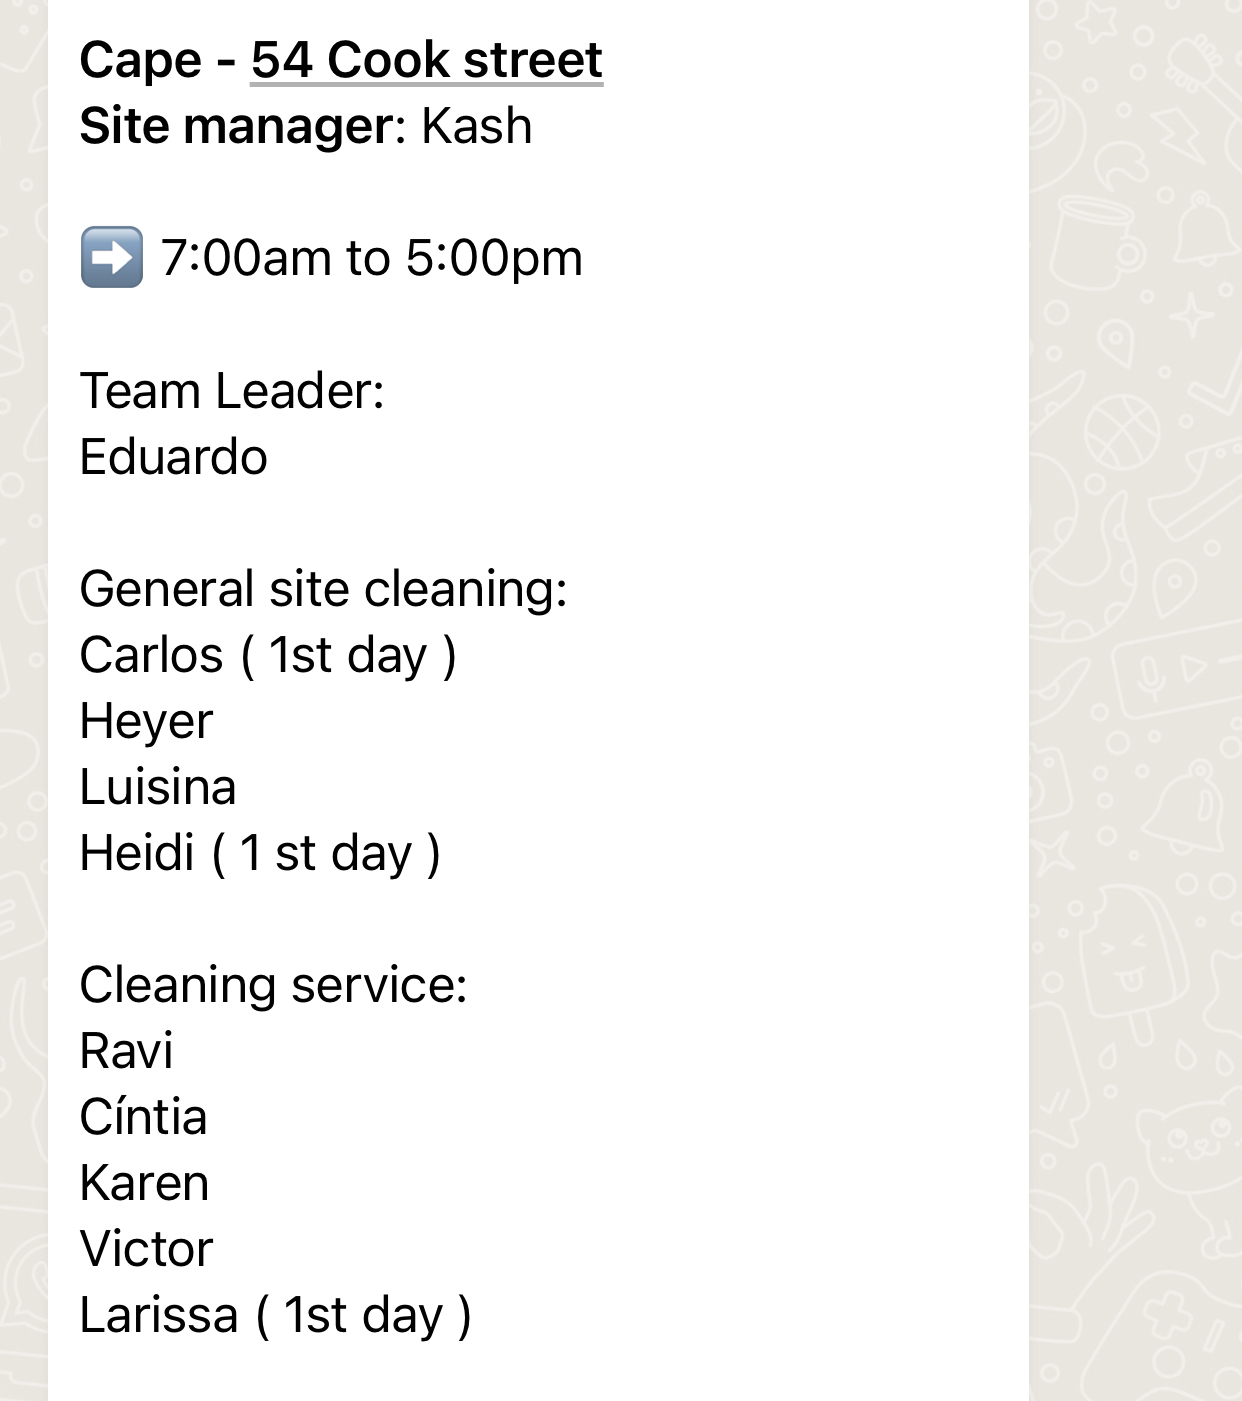 Cape - 54 Cook street
Site manager: Kash
➡️ 7:00am to 5:00pm
Team Leader:
Eduardo
General site cleaning:
Carlos ( 1st day )
Heyer
Luisina
Heidi ( 1 st day )
Cleaning service:
Ravi
Cíntia
Karen
Victor
Larissa ( 1st day )